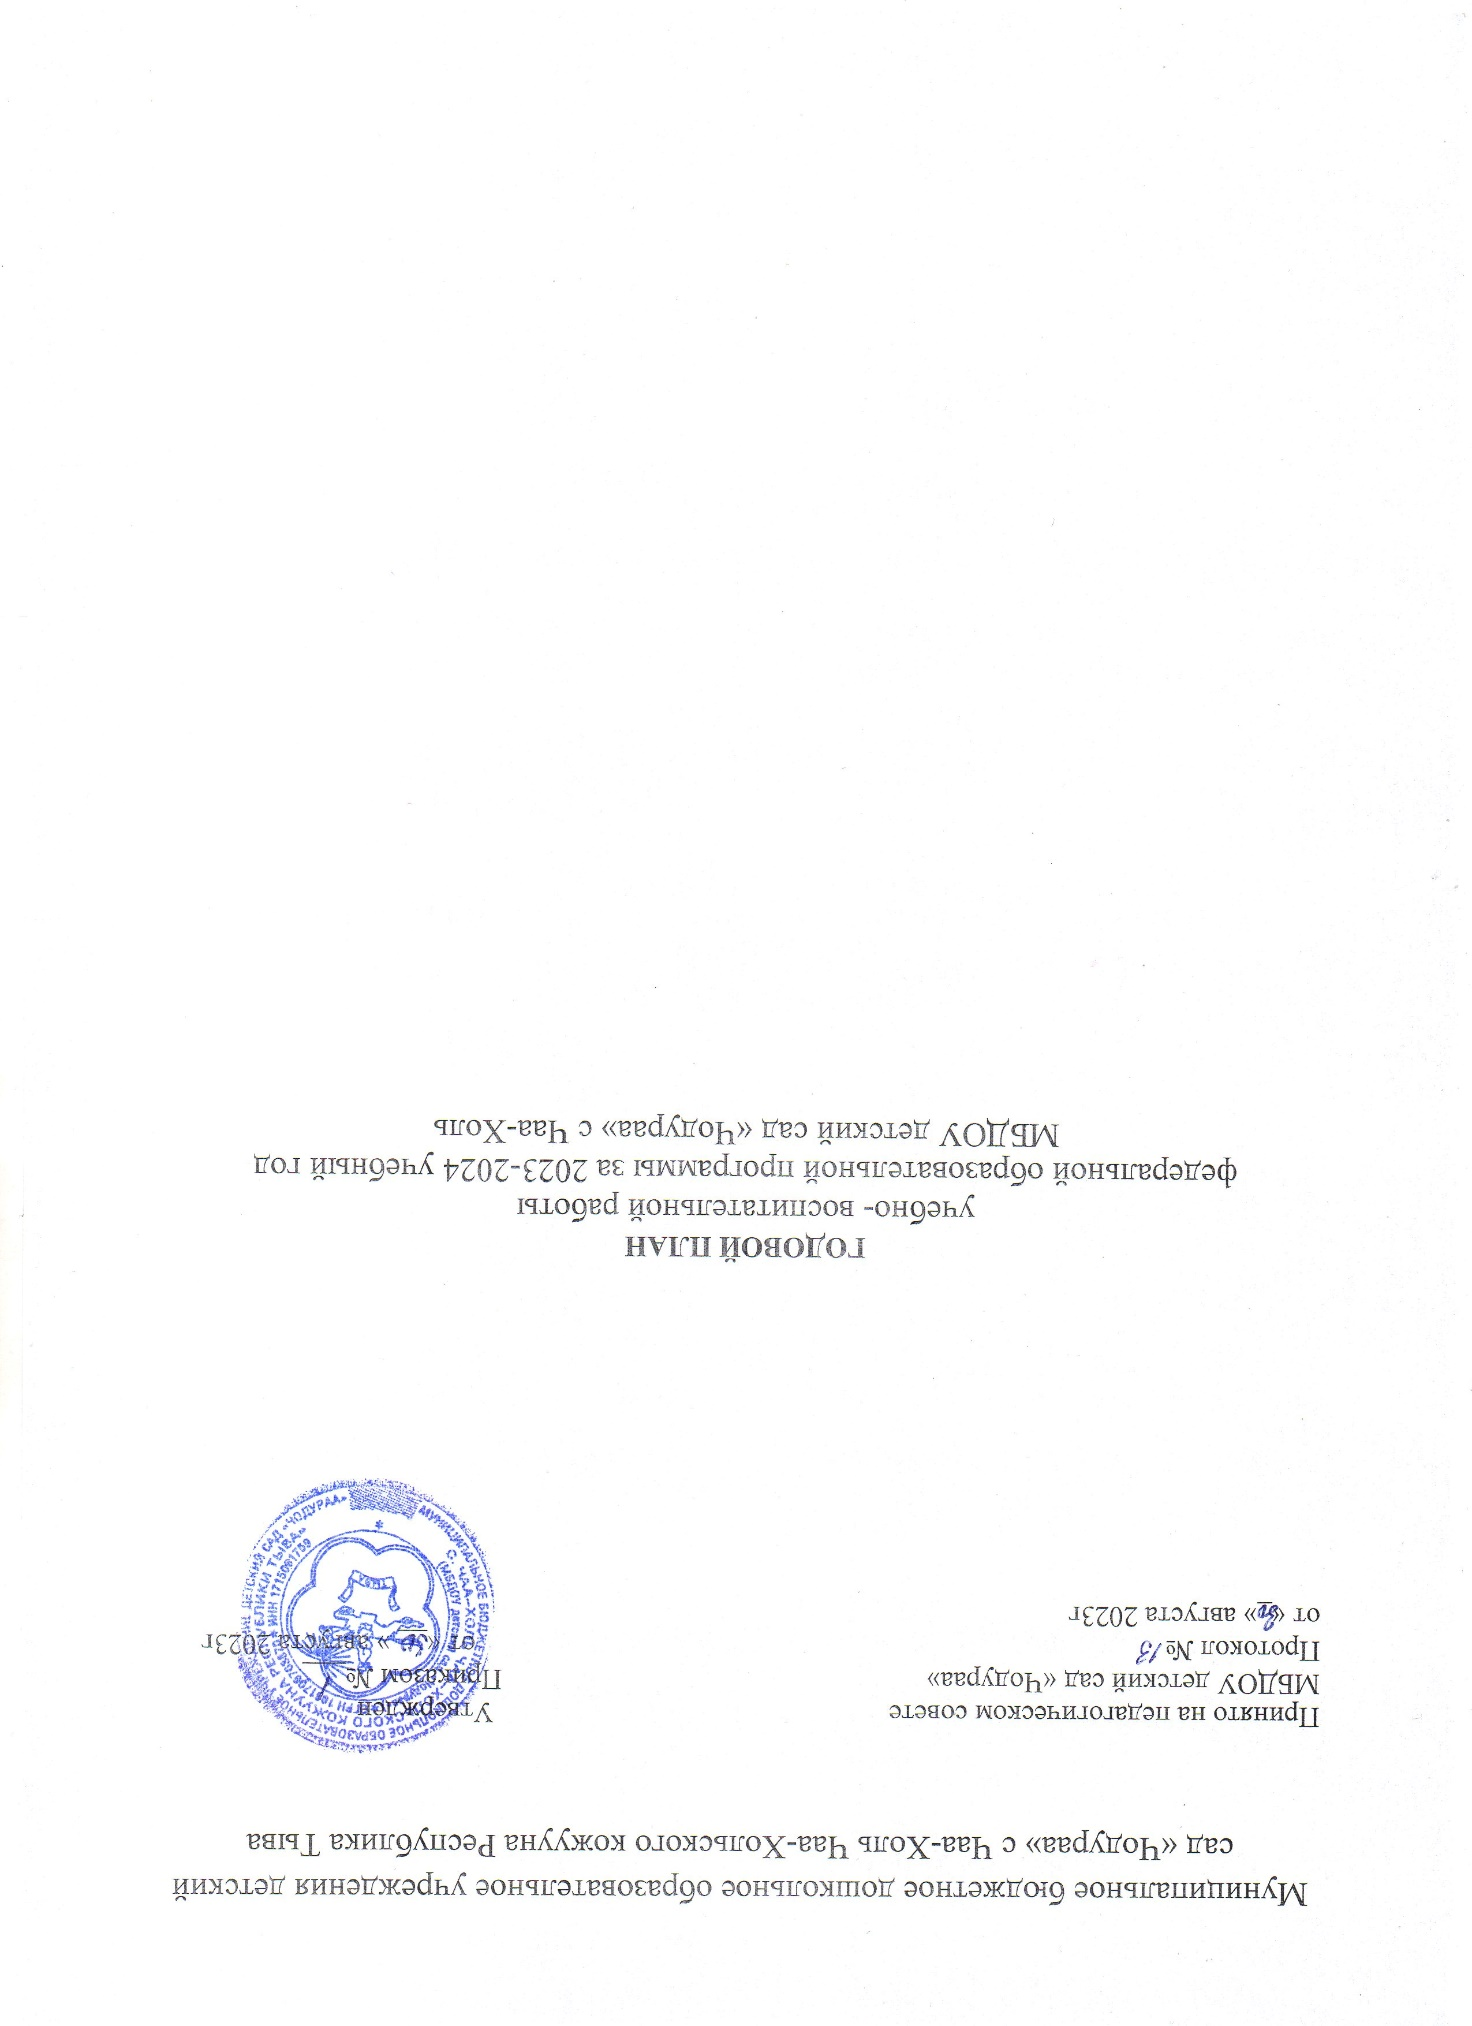 Муниципальное бюджетное дошкольное образовательное учреждения детский
сад «Чодураа» с Чаа-Холь Чаа-Хольского кожууна Республика Тыва
Принято на педагогическом совете
МБДОУ детский сад «Чодураа»
Протокол №
от « » августа 2023г
Утвержден
Приказом №
от « » августа 2023г
ГОДОВОЙ ПЛАН
учебно- воспитательной работы
федеральной образовательной программы за 2023-2024 учебный год
МБДОУ детский сад «Чодураа» с Чаа-Холь